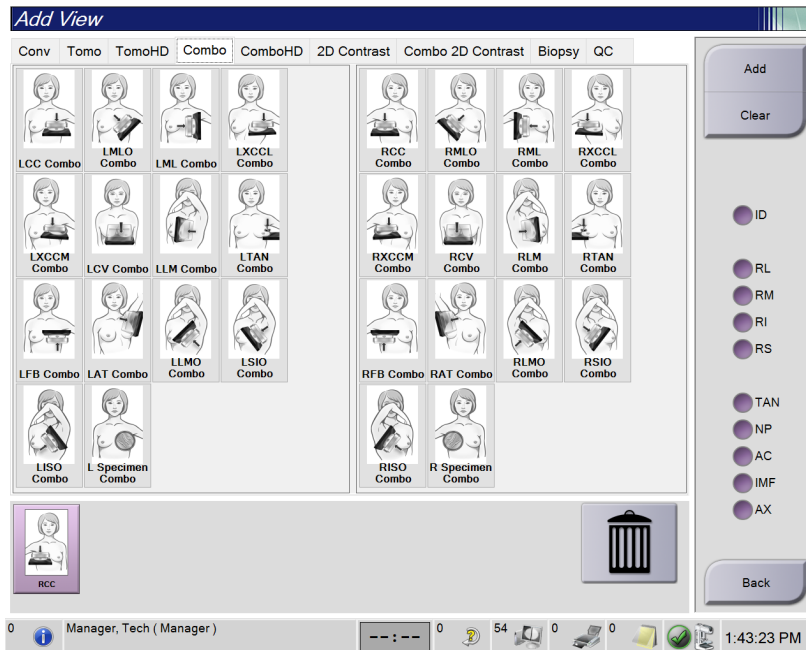 Add View
Conv Tomo TomoHD Combo ComboHD 2D Contrast Combo 2D Contrast Biopsy QC
LCC Combo
LMLO
Combo
LML Combo
LXCCL
Combo
RCC
Combo
RMLO
Combo
RML
Combo
RXCCL
Combo
LXCCM
Combo
LCV Combo
LLM Combo
LTAN
Combo
RXCCM
Combo
RCV
Combo
RLM
Combo
RTAN
Combo
LFB Combo
LAT Combo
LLMO
Combo
LSIO
Combo
RFB Combo
RAT Combo
RLMO
Combo
RSIO
Combo
LISO
Combo
L Specimen
Combo
RISO
Combo
R Specimen
Combo
RCC
Add
Clear
ID
RL
RM
RI
RS
TAN
NP
AC
IMF
AX
Back
0 Manager, Tech ( Manager ) --:-- 0 54 0 0 1:43:23 PM